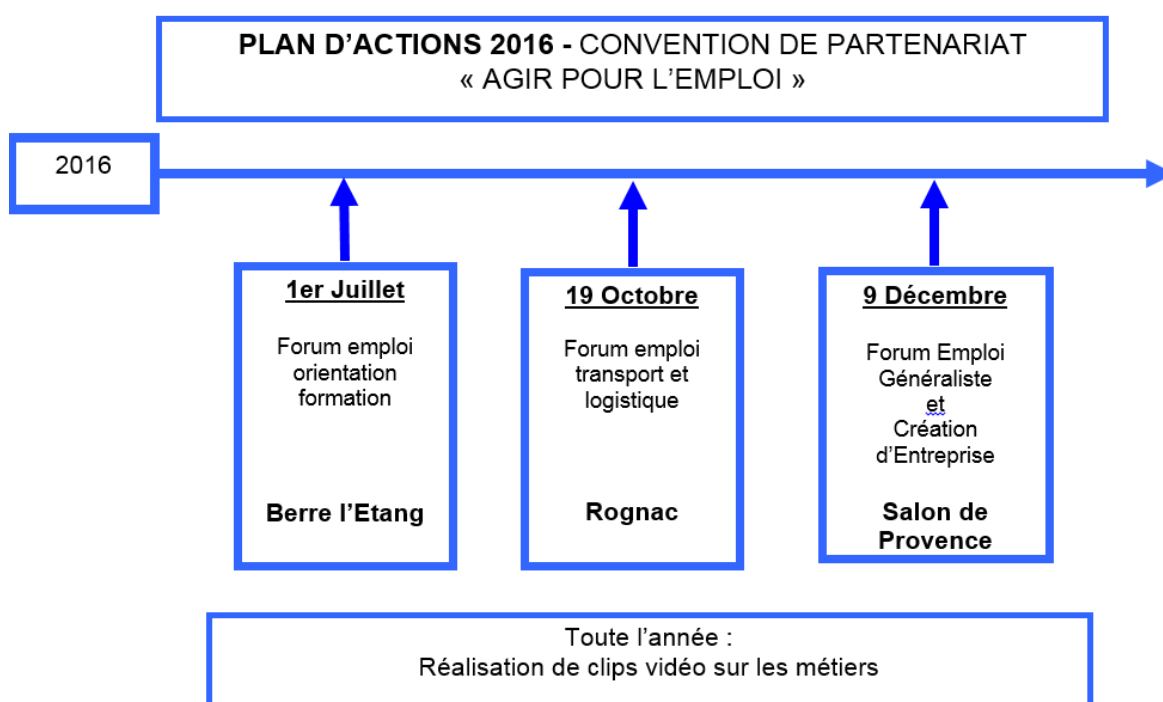 PLAN D'ACTIONS 2016 - CONVENTION DE PARTENARIAT
« AGIR POUR L'EMPLOI »
2016
1er Juillet
Forum emploi
orientation
formation
Berre l'Etang
19 Octobre
Forum emploi
transport et
logistique
Rognac
9 Décembre
Forum Emploi
Généraliste
et
Création
d'Entreprise
Salon de
Provence
Toute l'année :
Réalisation de clips vidéo sur les métiers